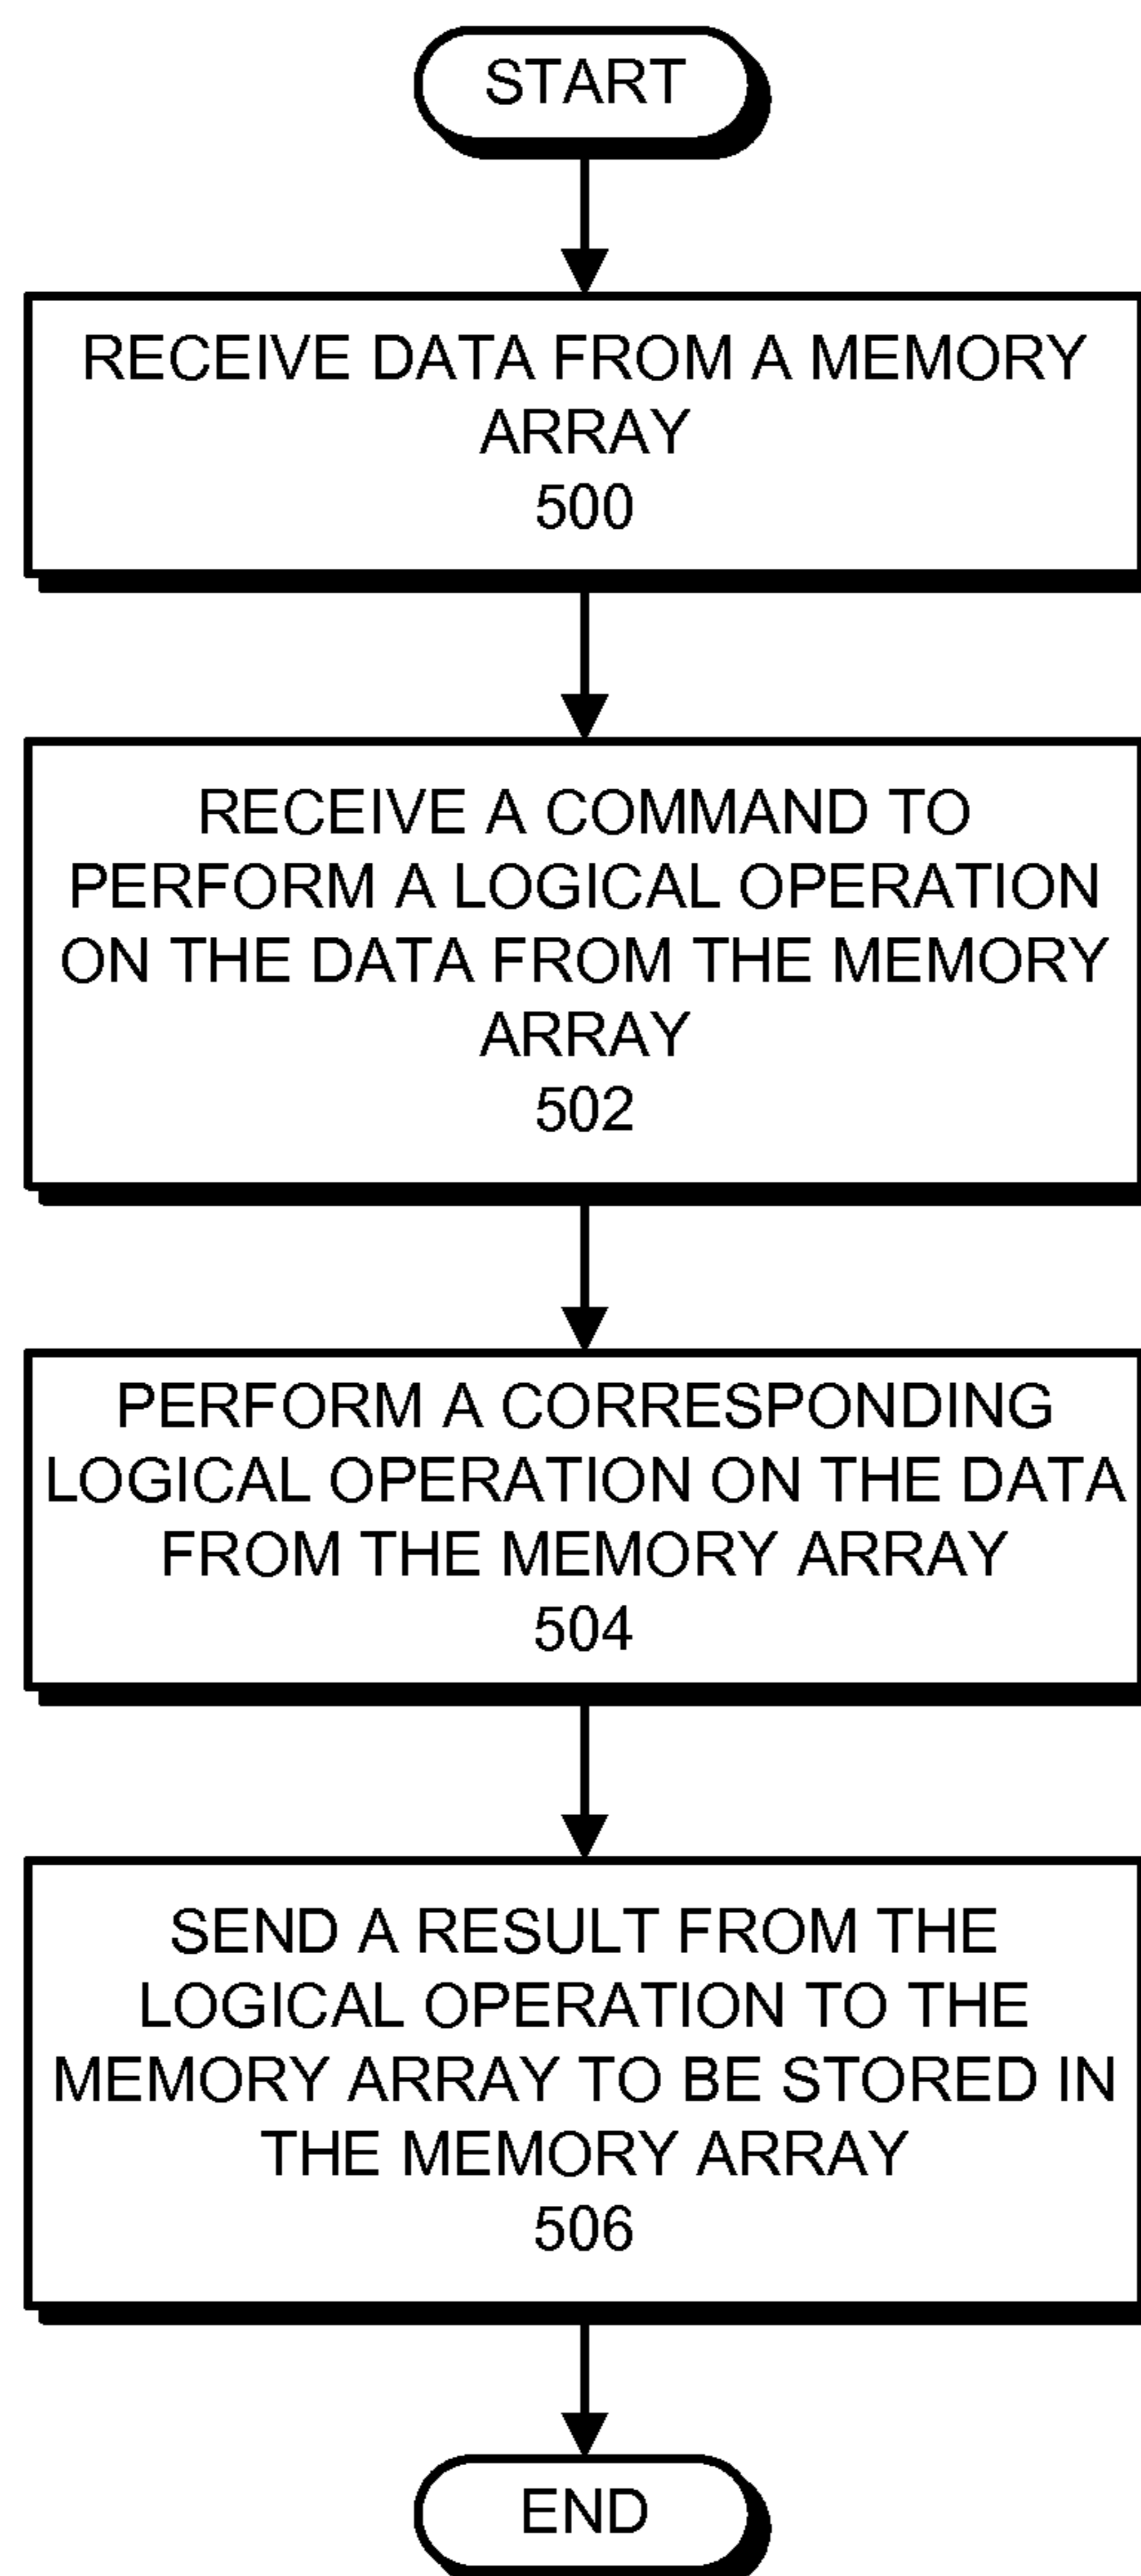 START
RECEIVE DATA FROM A MEMORY
ARRAY
500
RECEIVE A COMMAND TO
PERFORM A LOGICAL OPERATION
ON THE DATA FROM THE MEMORY
ARRAY
502
PERFORM A CORRESPONDING
LOGICAL OPERATION ON THE DATA
FROM THE MEMORY ARRAY
504
SEND A RESULT FROM THE
LOGICAL OPERATION TO THE
MEMORY ARRAY TO BE STORED IN
THE MEMORY ARRAY
506
END